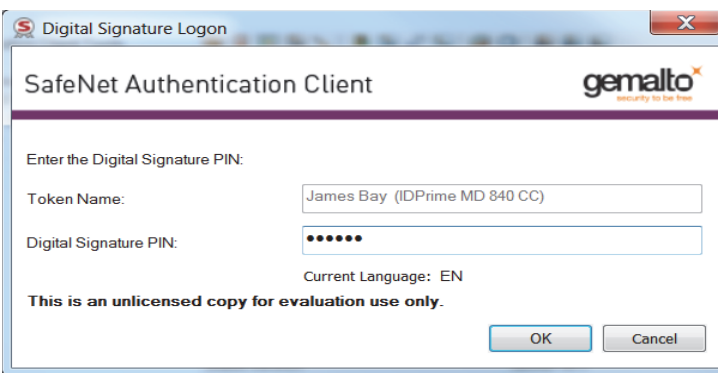 Digital Signature Logon
SafeNet Authentication Client
gemalto
security to be free
Enter the Digital Signature PIN:
Token Name: James Bay (IDPrime MD 840 CC)
Digital Signature PIN: ••••••
Current Language: EN
This is an unlicensed copy for evaluation use only.
OK Cancel